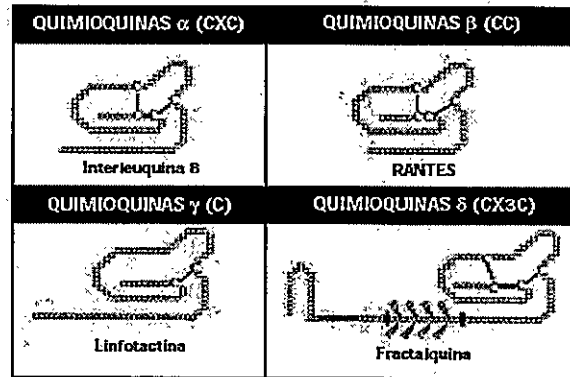 QUIMIOQUINAS α (CXC)
QUIMIOQUINAS β (CC)
Interleuquina 8
RANTES
QUIMIOQUINAS γ (C)
QUIMIOQUINAS δ (CX3C)
Linfotactina
Fractalquina